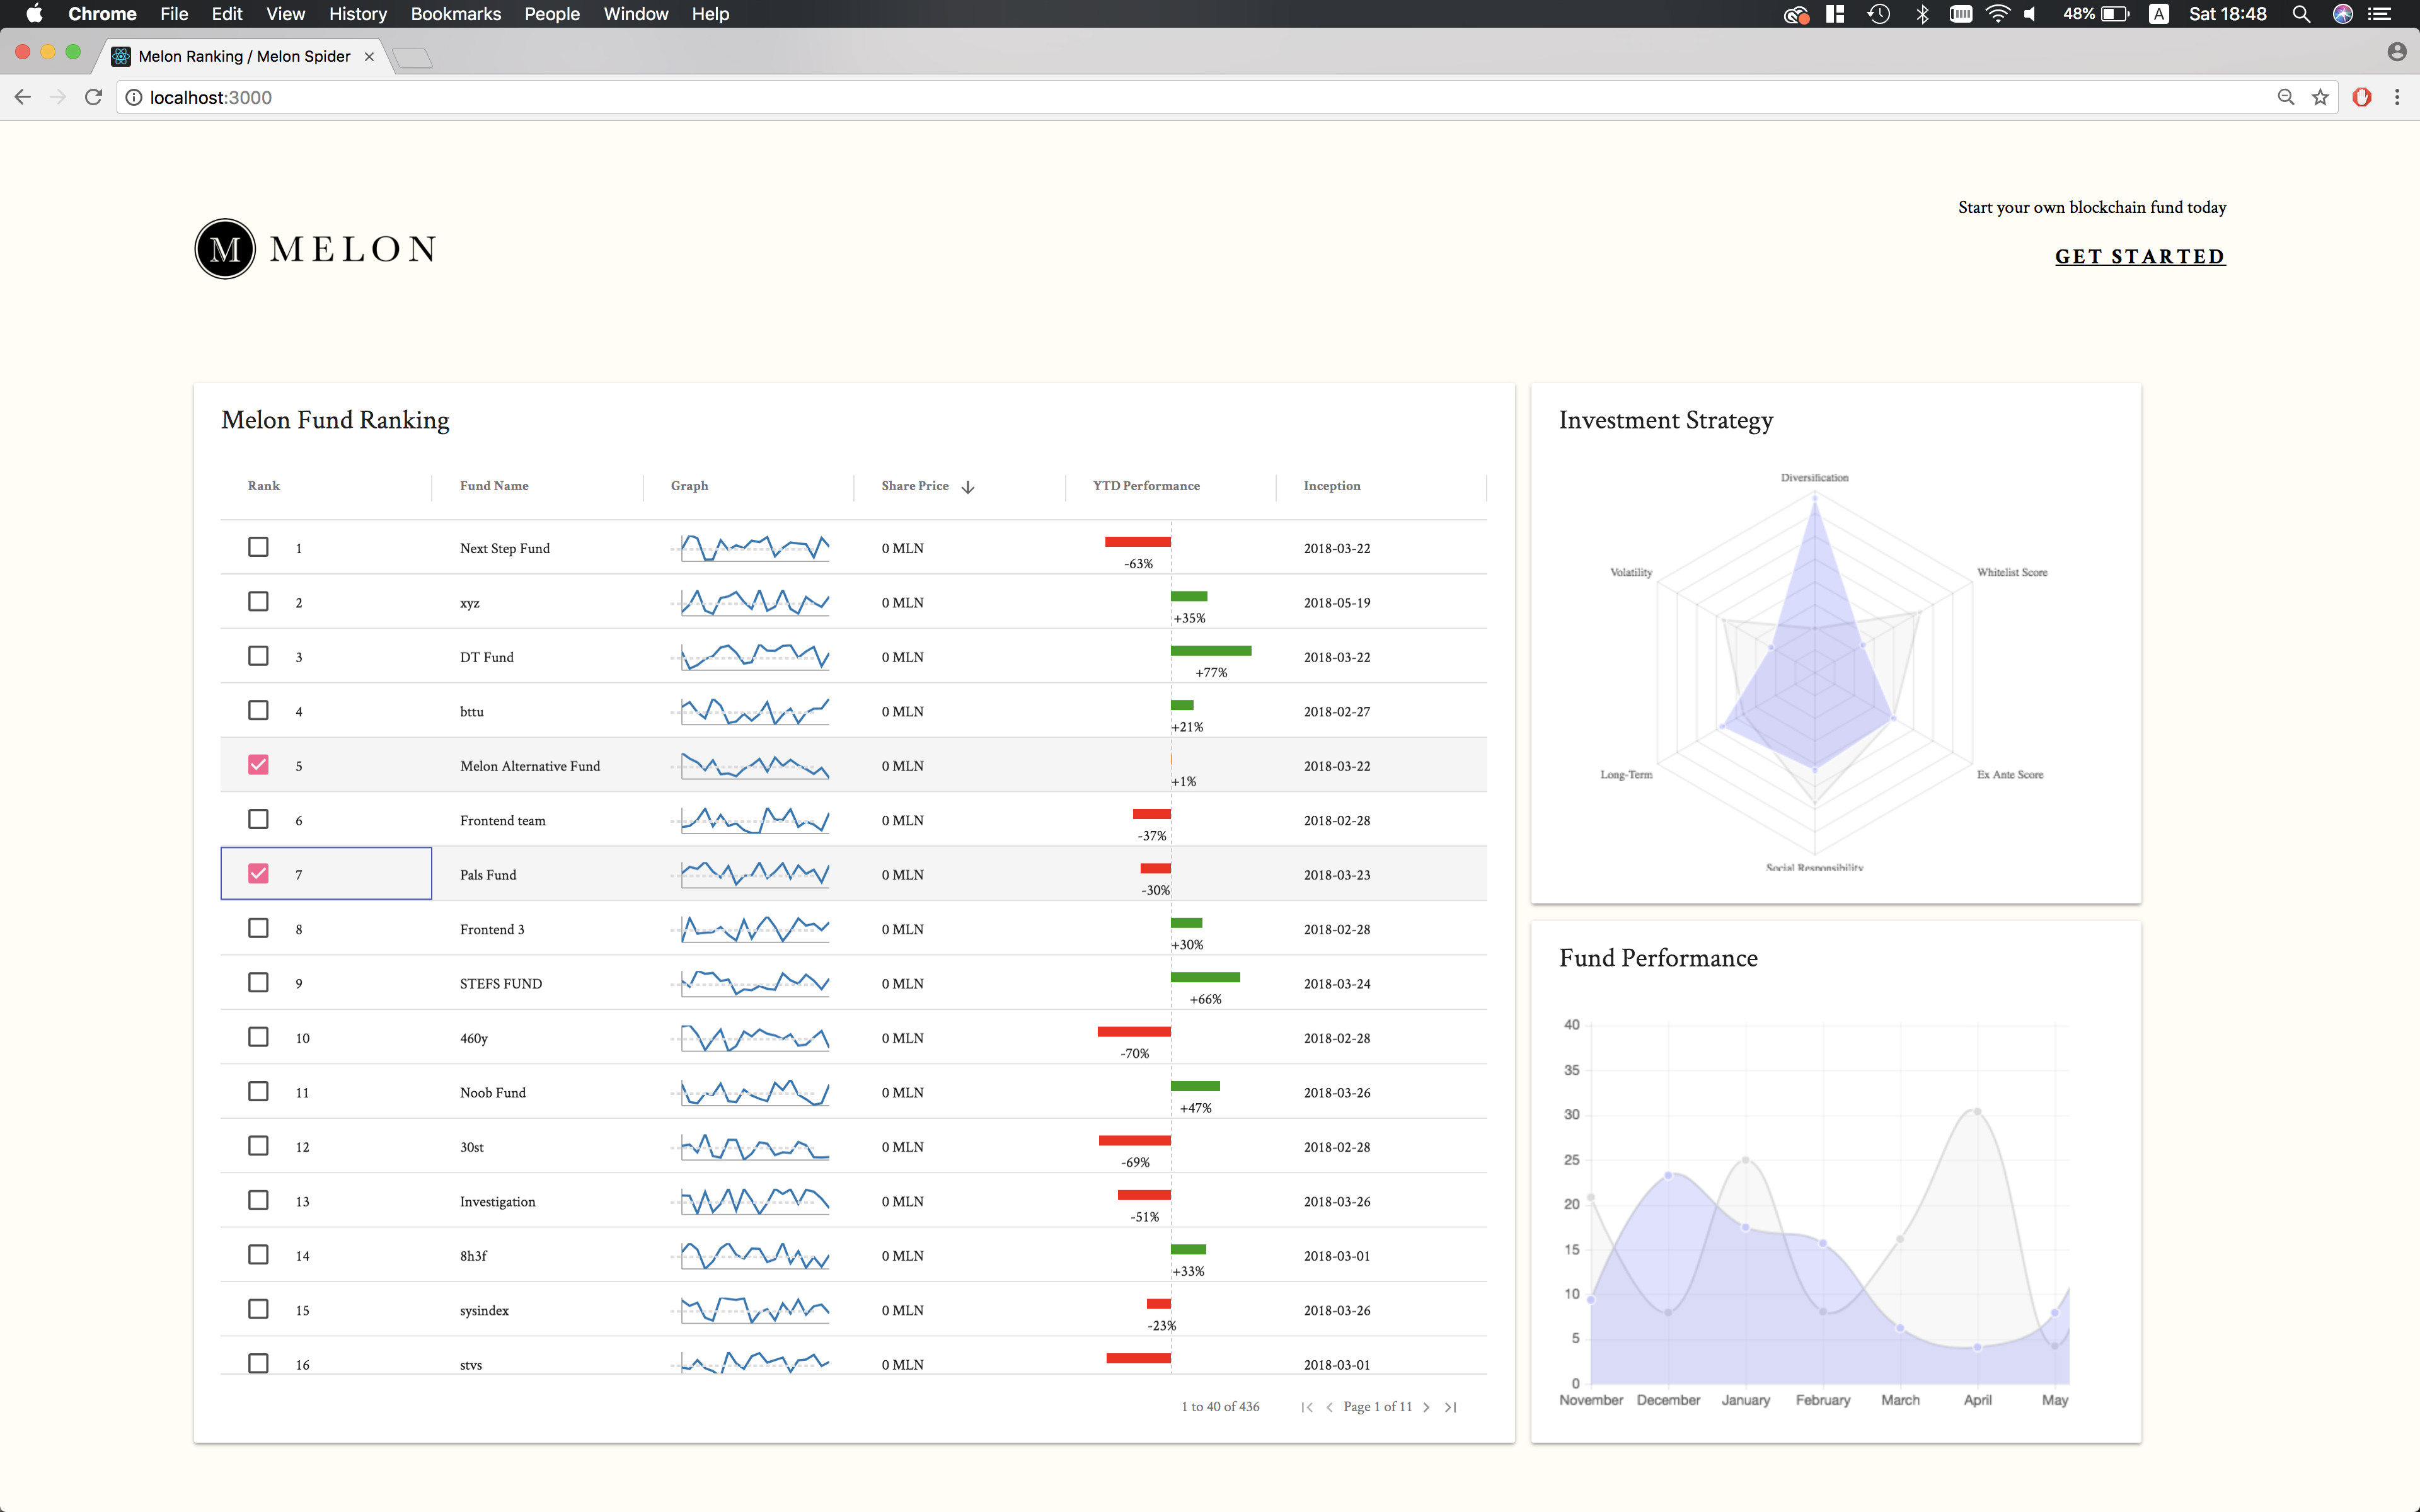 Chrome File Edit View History Bookmarks People Window Help 48% A Sat 18:48
Melon Ranking / Melon Spider
localhost:3000
Start your own blockchain fund today
M MELON
GET STARTED
Melon Fund Ranking
Rank Fund Name Graph Share Price YTD Performance Inception
1 Next Step Fund 0 MLN -63% 2018-03-22
2 xyz 0 MLN +35% 2018-05-19
3 DT Fund 0 MLN +77% 2018-03-22
4 bttu 0 MLN +21% 2018-02-27
5 Melon Alternative Fund 0 MLN +1% 2018-03-22
6 Frontend team 0 MLN -37% 2018-02-28
7 Pals Fund 0 MLN -30% 2018-03-23
8 Frontend 3 0 MLN +30% 2018-02-28
9 STEFS FUND 0 MLN +66% 2018-03-24
10 460y 0 MLN -70% 2018-02-28
11 Noob Fund 0 MLN +47% 2018-03-26
12 30st 0 MLN -69% 2018-02-28
13 Investigation 0 MLN -51% 2018-03-26
14 8h3f 0 MLN +33% 2018-03-01
15 sysindex 0 MLN -23% 2018-03-26
16 stvs 0 MLN 2018-03-01
1 to 40 of 436 Page 1 of 11
Investment Strategy
Diversification
Volatility Whitelist Score
Long-Term Ex Ante Score
Social Responsibility
Fund Performance
40
35
30
25
20
15
10
5
0
November December January February March April May